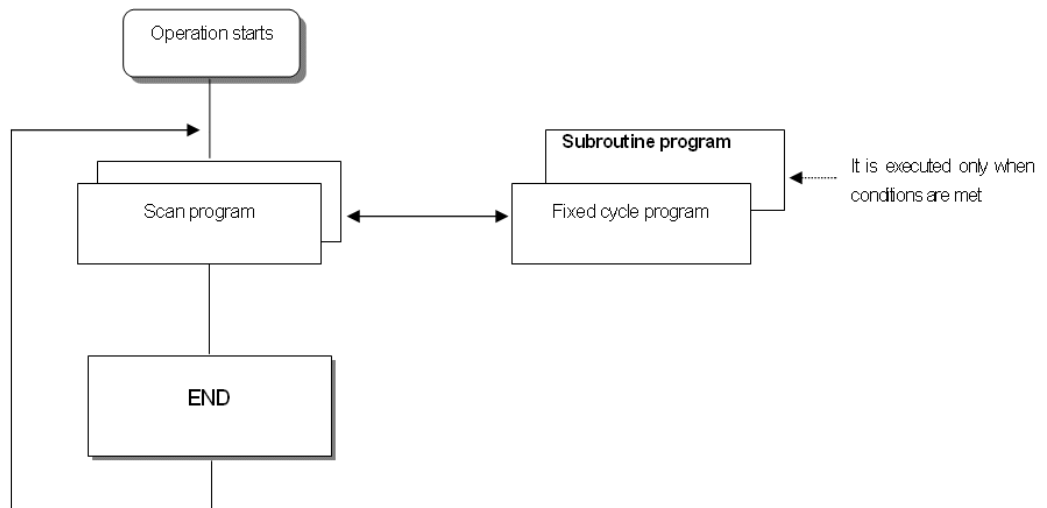 Operation starts
Subroutine program
It is executed only when
conditions are met
Scan program
Fixed cycle program
END